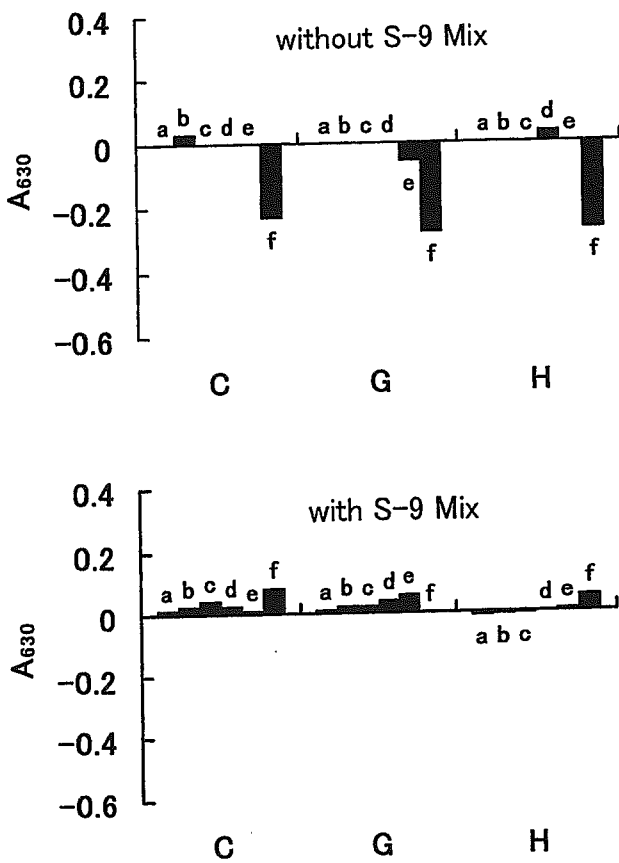 without S-9 Mix
0.4
0.2
0
-0.2
-0.4
-0.6
A630
a b c d e f
a b c d e f
a b c d e f
C G H
with S-9 Mix
0.4
0.2
0
-0.2
-0.4
-0.6
A630
a b c d e f
a b c d e f
a b c d e f
C G H